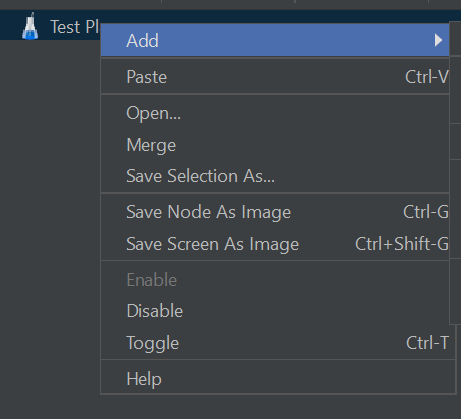 Test Pl
Add
Paste Ctrl-V
Open...
Merge
Save Selection As...
Save Node As Image Ctrl-G
Save Screen As Image Ctrl+Shift-G
Enable
Disable
Toggle Ctrl-T
Help